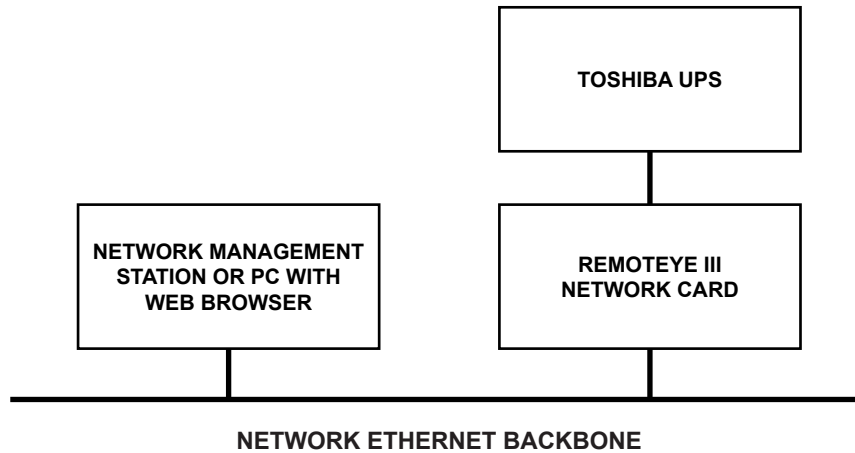 TOSHIBA UPS
NETWORK MANAGEMENT
STATION OR PC WITH
WEB BROWSER
REMOTEYE III
NETWORK CARD
NETWORK ETHERNET BACKBONE